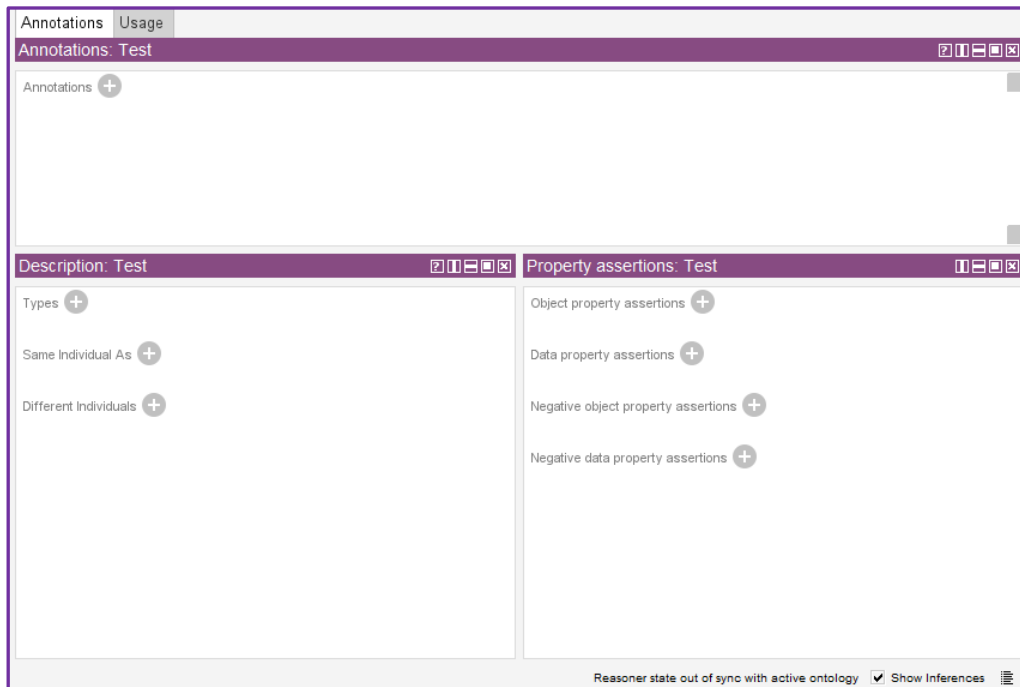 Annotations Usage
Annotations: Test
Annotations
Description: Test
Types
Same Individual As
Different Individuals
Property assertions: Test
Object property assertions
Data property assertions
Negative object property assertions
Negative data property assertions
Reasoner state out of sync with active ontology Show Inferences